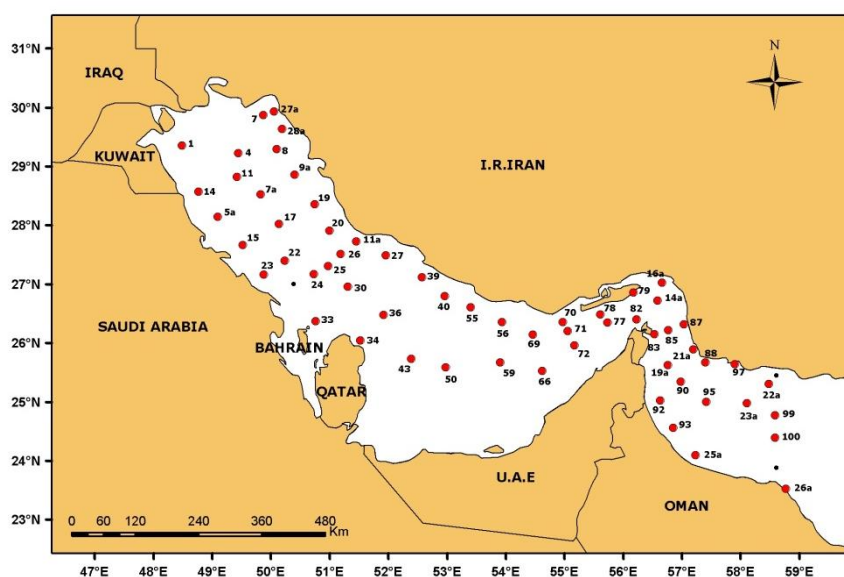 31°N
N
IRAQ
30°N
7
27a
28a
1
4
8
KUWAIT
I.R.IRAN
29°N
9a
11
14
7a
19
5a
28°N
17
20
15
11a
22
26
27
23
25
27°N
24
30
39
16a
79
40
14a
55
36
70
78
82
33
56
71
77
87
26°N
SAUDI ARABIA
BAHRAIN
34
69
72
83
85
21a
88
43
50
59
66
19a
97
QATAR
90
95
22a
25°N
92
23a
99
93
100
24°N
U.A.E
25a
OMAN
26a
23°N
0 60 120 240 360 480
Km
47°E 48°E 49°E 50°E 51°E 52°E 53°E 54°E 55°E 56°E 57°E 58°E 59°E